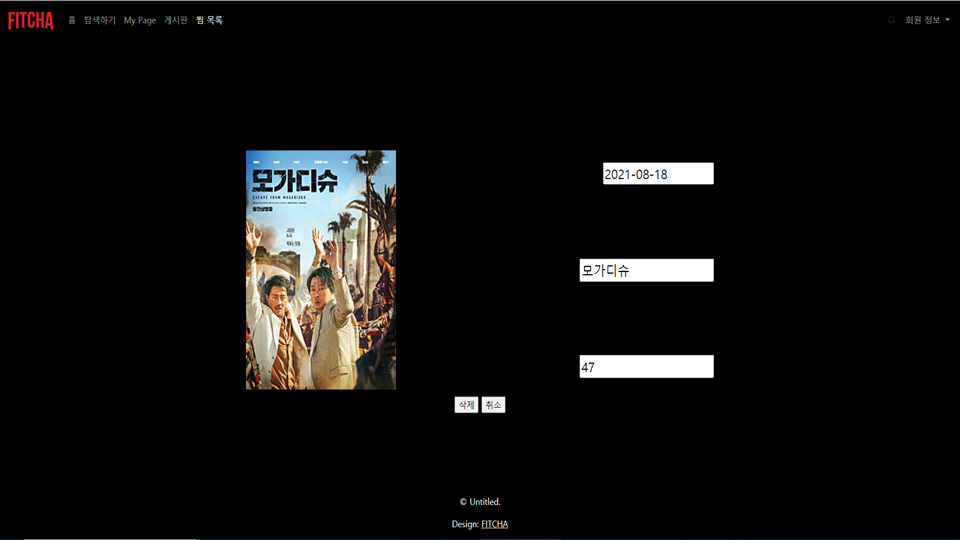 FITCHA 홈 탐색하기 My Page 게시판 찜 목록 회원 정보
모가디슈
ESCAPE FROM MOGADISHU
2021-08-18
모가디슈
47
삭제 취소
© Untitled.
Design: FITCHA